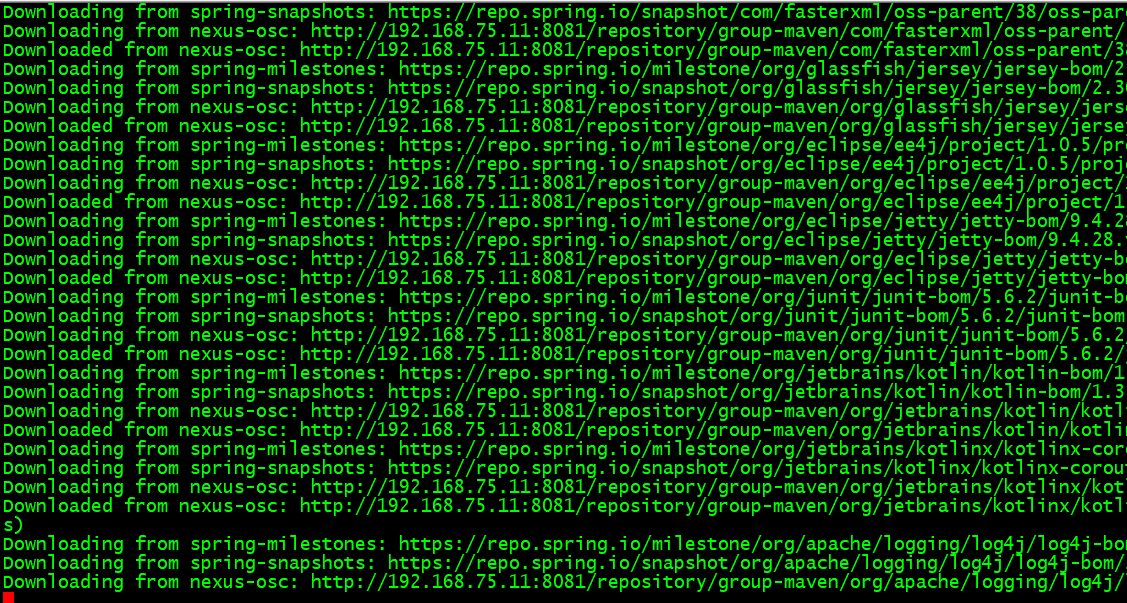 Downloading from spring-snapshots: https://repo.spring.io/snapshot/com/fasterxml/oss-parent/38/oss-par
Downloading from nexus-osc: http://192.168.75.11:8081/repository/group-maven/com/fasterxml/oss-parent/
Downloaded from nexus-osc: http://192.168.75.11:8081/repository/group-maven/com/fasterxml/oss-parent/38
Downloading from spring-milestones: https://repo.spring.io/milestone/org/glassfish/jersey/jersey-bom/2.
Downloading from spring-snapshots: https://repo.spring.io/snapshot/org/glassfish/jersey/jersey-bom/2.30
Downloading from nexus-osc: http://192.168.75.11:8081/repository/group-maven/org/glassfish/jersey/jerse
Downloaded from nexus-osc: http://192.168.75.11:8081/repository/group-maven/org/glassfish/jersey/jersey
Downloading from spring-milestones: https://repo.spring.io/milestone/org/eclipse/ee4j/project/1.0.5/pro
Downloading from spring-snapshots: https://repo.spring.io/snapshot/org/eclipse/ee4j/project/1.0.5/proj
Downloading from nexus-osc: http://192.168.75.11:8081/repository/group-maven/org/eclipse/ee4j/project/
Downloaded from nexus-osc: http://192.168.75.11:8081/repository/group-maven/org/eclipse/ee4j/project/1
Downloading from spring-milestones: https://repo.spring.io/milestone/org/eclipse/jetty/jetty-bom/9.4.28
Downloading from spring-snapshots: https://repo.spring.io/snapshot/org/eclipse/jetty/jetty-bom/9.4.28.
Downloading from nexus-osc: http://192.168.75.11:8081/repository/group-maven/org/eclipse/jetty/jetty-b
Downloaded from nexus-osc: http://192.168.75.11:8081/repository/group-maven/org/eclipse/jetty/jetty-bom
Downloading from spring-milestones: https://repo.spring.io/milestone/org/junit/junit-bom/5.6.2/junit-b
Downloading from spring-snapshots: https://repo.spring.io/snapshot/org/junit/junit-bom/5.6.2/junit-bom
Downloading from nexus-osc: http://192.168.75.11:8081/repository/group-maven/org/junit/junit-bom/5.6.2
Downloaded from nexus-osc: http://192.168.75.11:8081/repository/group-maven/org/junit/junit-bom/5.6.2/
Downloading from spring-milestones: https://repo.spring.io/milestone/org/jetbrains/kotlin/kotlin-bom/1
Downloading from spring-snapshots: https://repo.spring.io/snapshot/org/jetbrains/kotlin/kotlin-bom/1.3
Downloading from nexus-osc: http://192.168.75.11:8081/repository/group-maven/org/jetbrains/kotlin/kotl
Downloaded from nexus-osc: http://192.168.75.11:8081/repository/group-maven/org/jetbrains/kotlin/kotli
Downloading from spring-milestones: https://repo.spring.io/milestone/org/jetbrains/kotlinx/kotlinx-cor
Downloading from spring-snapshots: https://repo.spring.io/snapshot/org/jetbrains/kotlinx/kotlinx-corou
Downloading from nexus-osc: http://192.168.75.11:8081/repository/group-maven/org/jetbrains/kotlinx/kot
Downloaded from nexus-osc: http://192.168.75.11:8081/repository/group-maven/org/jetbrains/kotlinx/kotl
s)
Downloading from spring-milestones: https://repo.spring.io/milestone/org/apache/logging/log4j/log4j-bo
Downloading from spring-snapshots: https://repo.spring.io/snapshot/org/apache/logging/log4j/log4j-bom/
Downloading from nexus-osc: http://192.168.75.11:8081/repository/group-maven/org/apache/logging/log4j/